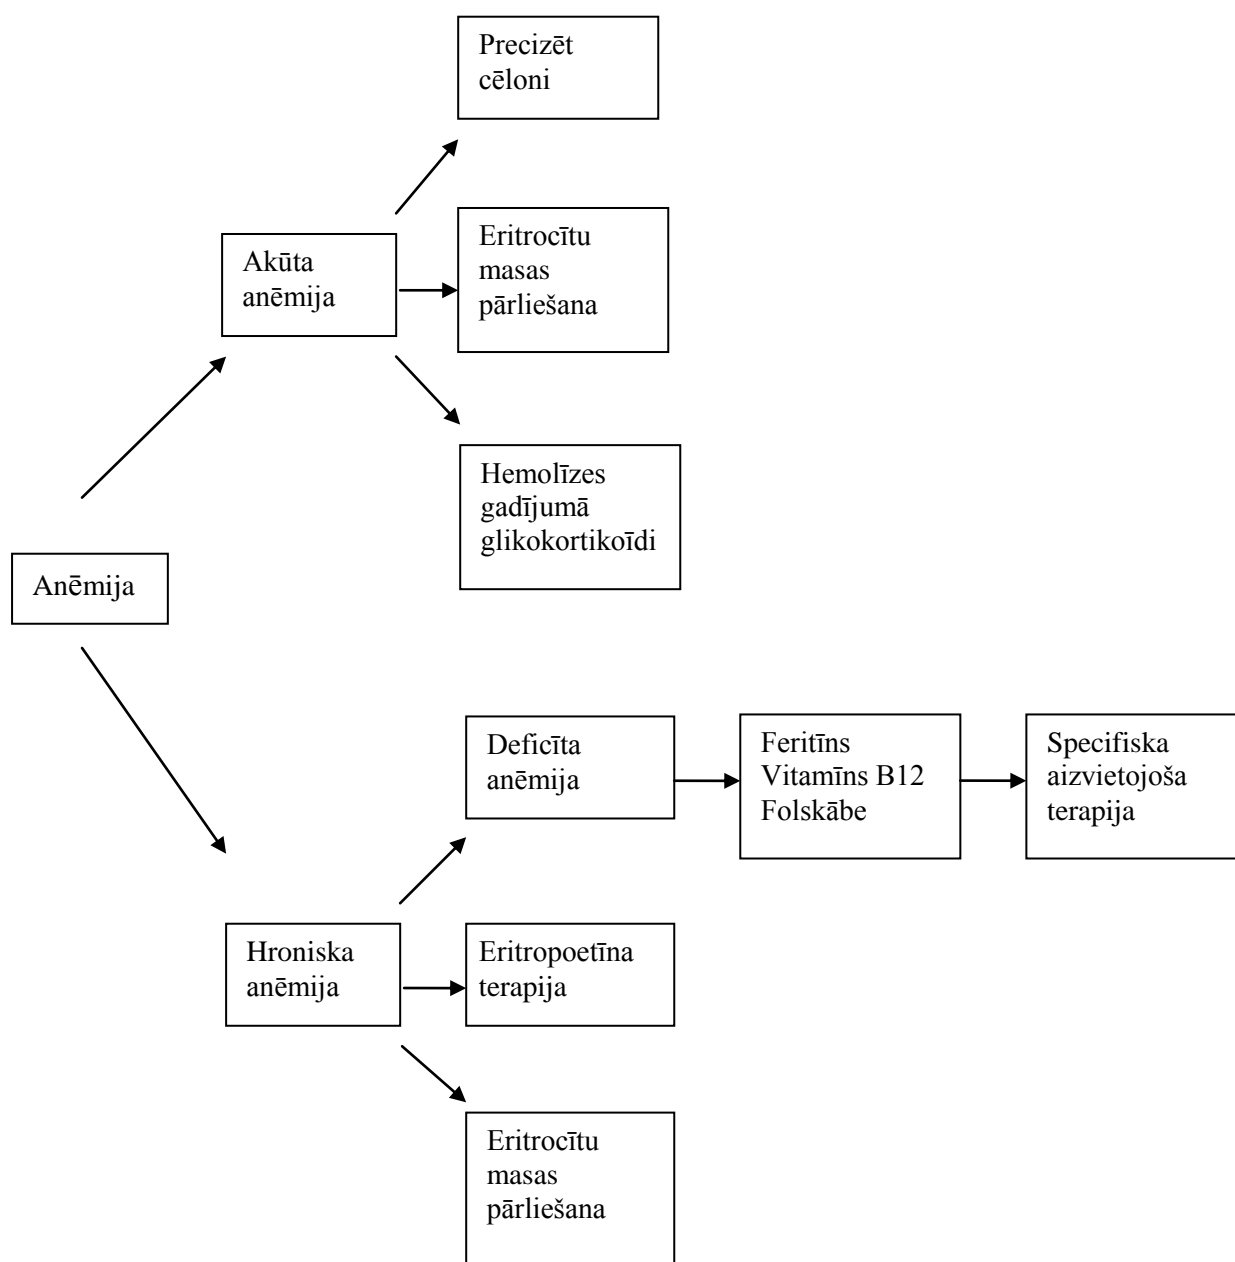 Precizēt
cēloni
Akūta
anēmija
Eritrocītu
masas
pārliešana
Hemolīzes
gadījumā
glikokortikoīdi
Anēmija
Deficīta
anēmija
Feritīns
Vitamīns B12
Folskābe
Specifiska
aizvietojoša
terapija
Hroniska
anēmija
Eritropoetīna
terapija
Eritrocītu
masas
pārliešana